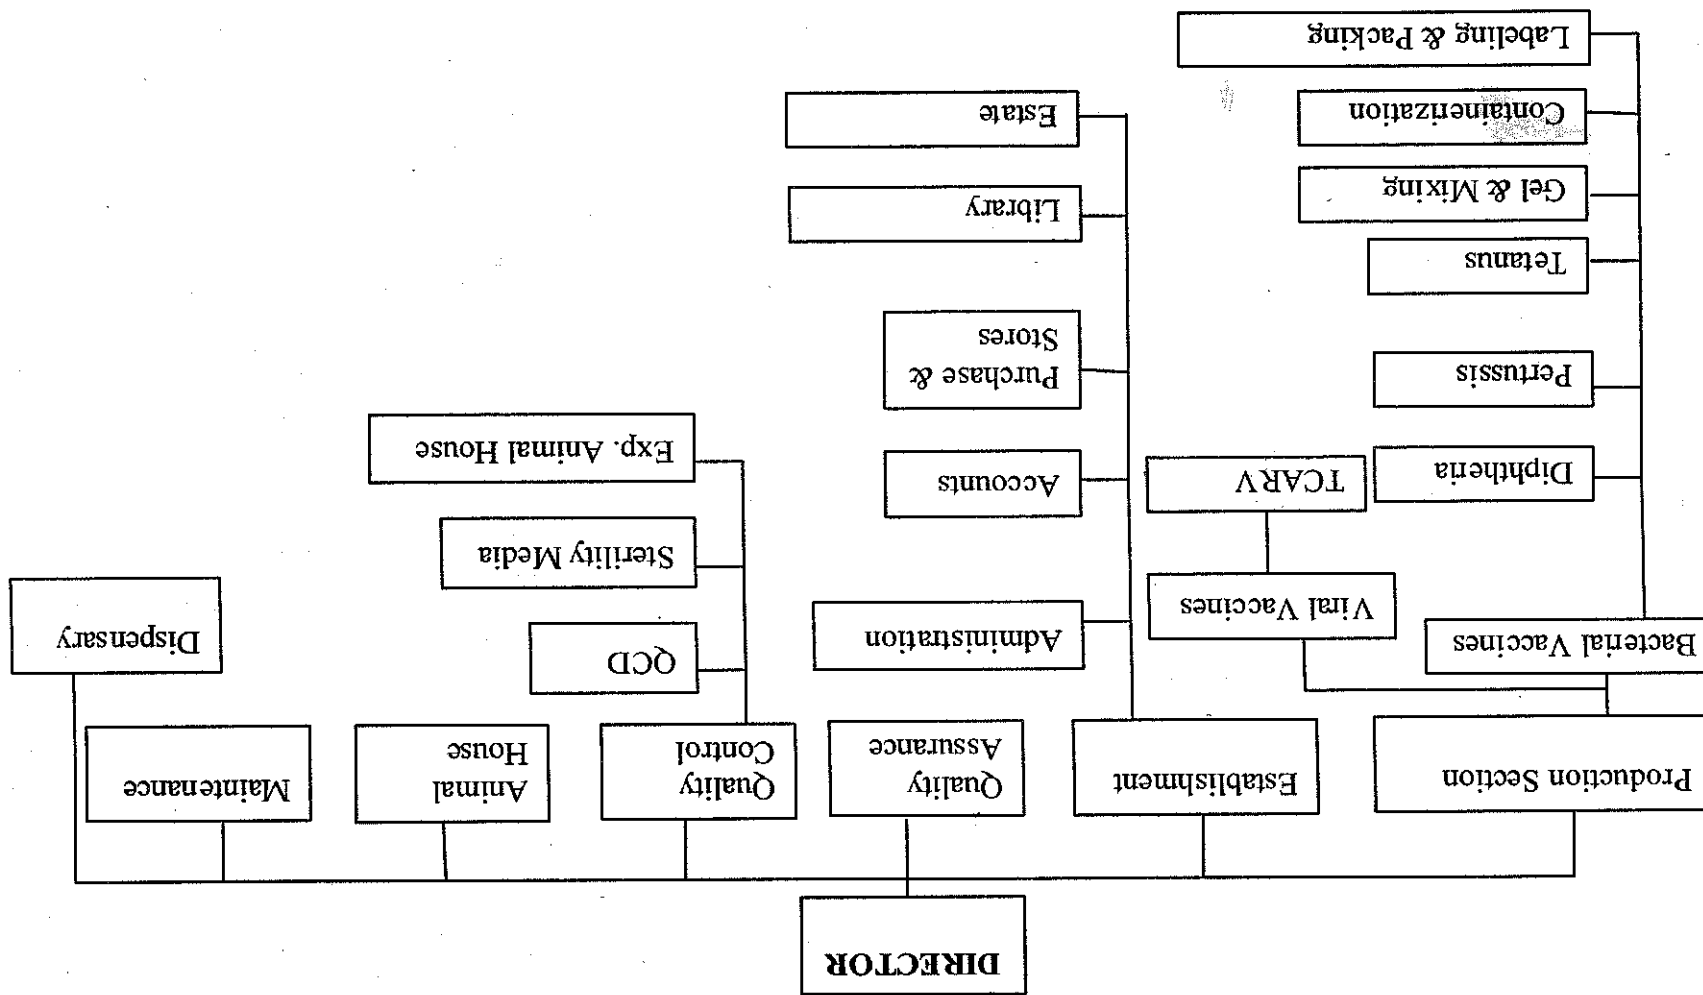 DIRECTOR
Production Section
Establishment
Quality
Assurance
Quality
Control
Animal
House
Maintenance
Dispensary
Bacterial Vaccines
Viral Vaccines
TCARV
Diphtheria
Pertussis
Tetanus
Gel & Mixing
Containerization
Labeling & Packing
Administration
Accounts
Purchase &
Stores
Library
Estate
QCD
Sterility Media
Exp. Animal House